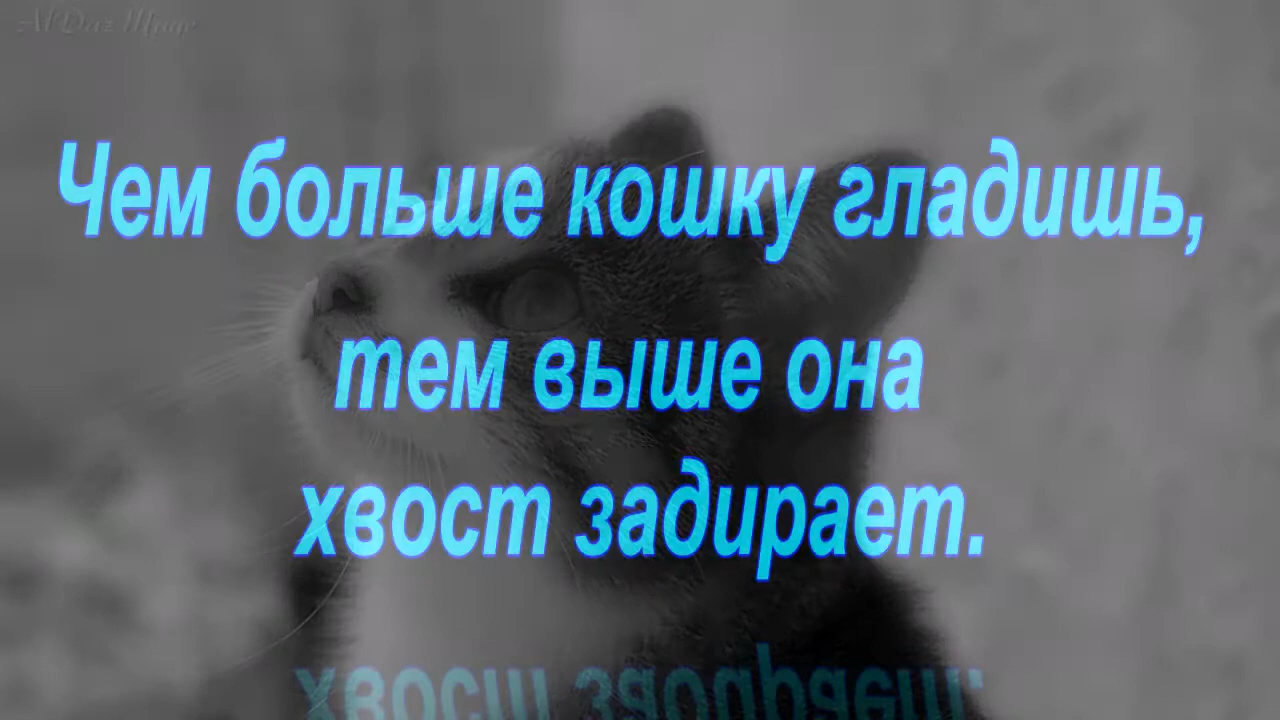 Чем больше кошку гладишь,
тем выше она
хвост задирает.